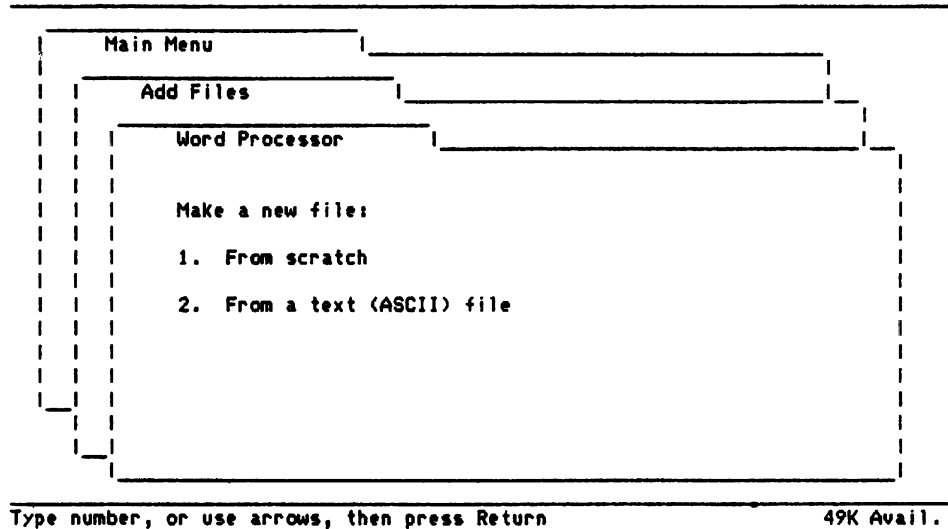 Main Menu
Add Files
Word Processor
Make a new file:
1. From scratch
2. From a text (ASCII) file
Type number, or use arrows, then press Return 49K Avail.